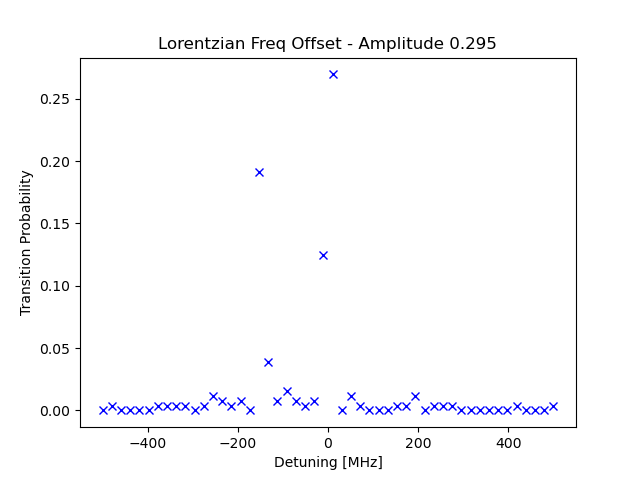 Lorentzian Freq Offset - Amplitude 0.295
0.25
0.20
0.15
0.10
0.05
0.00
Transition Probability
−400 −200 0 200 400
Detuning [MHz]